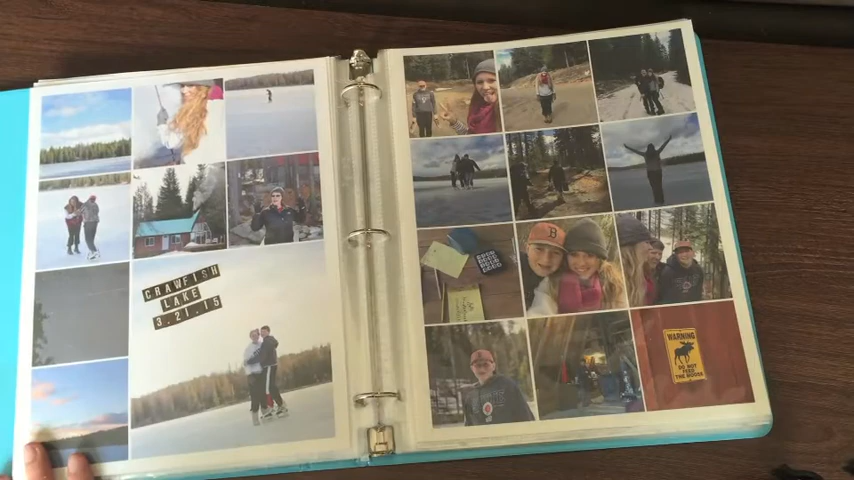 CRAWFISH
LAKE
3.21.15
B
WARNING
DO NOT
FEED
THE MOOSE